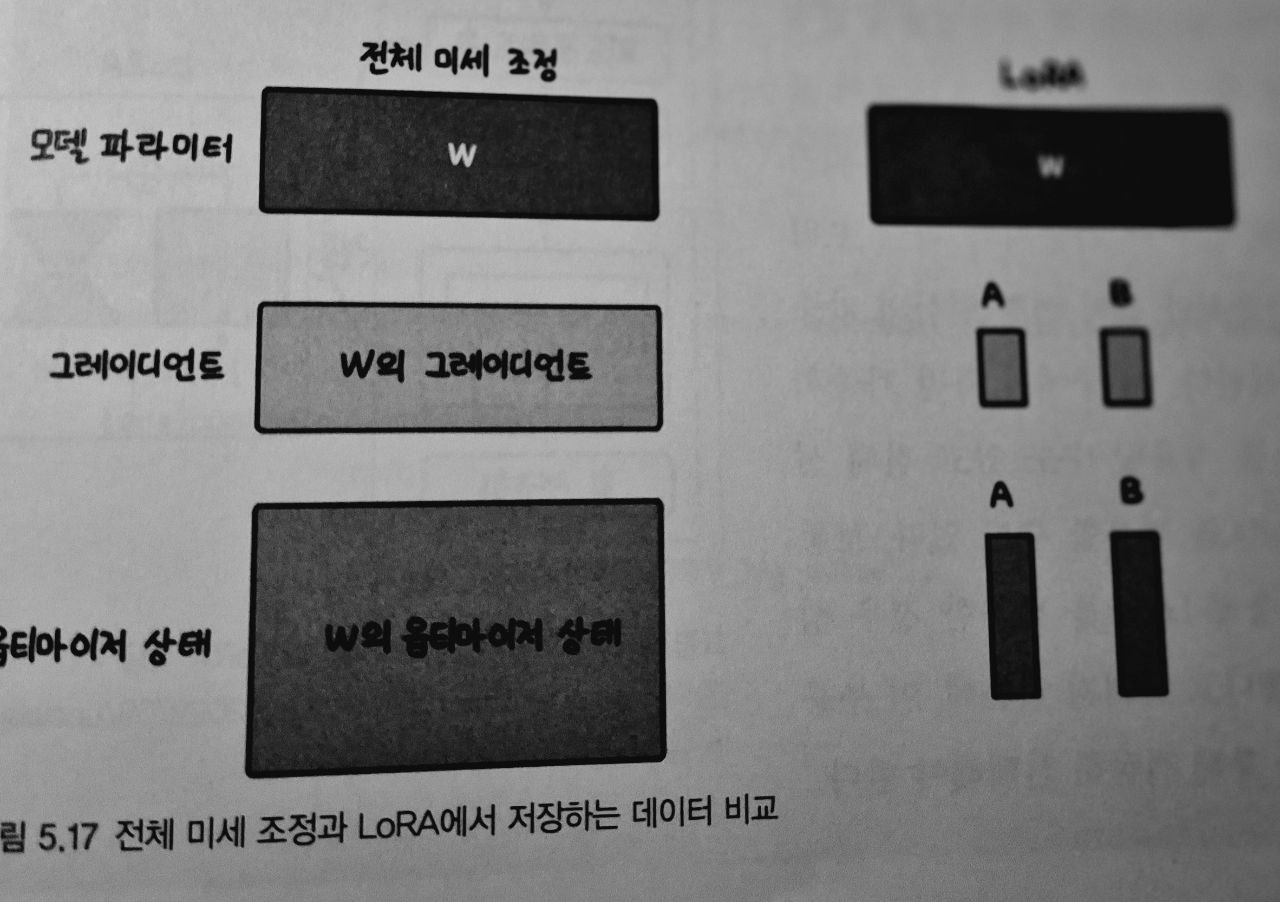 전체 미세 조정
LoRA
모델 파라미터
W
W
A B
그레이디언트
W의 그레이디언트
A B
옵티마이저 상태
W의 옵티마이저 상태
림 5.17 전체 미세 조정과 LoRA에서 저장하는 데이터 비교